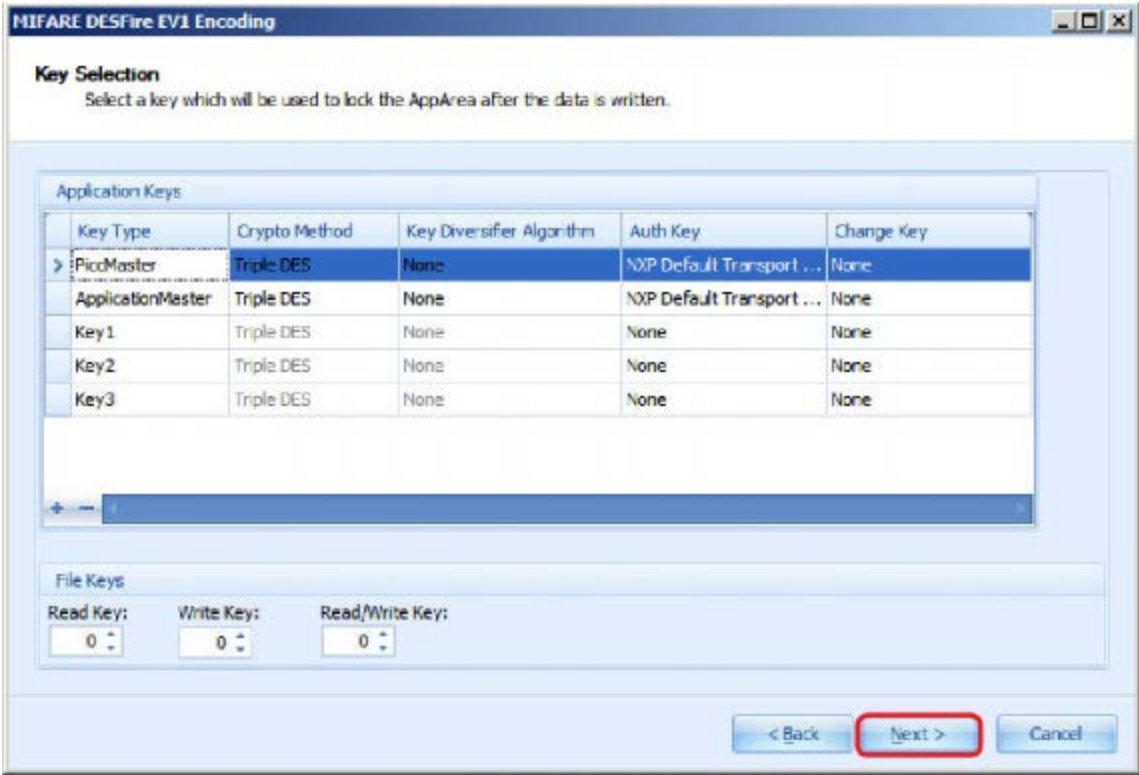 MIFARE DESFire EV1 Encoding
Key Selection
Select a key which will be used to lock the AppArea after the data is written.
Application Keys
Key Type Crypto Method Key Diversifier Algorithm Auth Key Change Key
PiccMaster Triple DES None NXP Default Transport ... None
ApplicationMaster Triple DES None NXP Default Transport ... None
Key1 Triple DES None None None
Key2 Triple DES None None None
Key3 Triple DES None None None
File Keys
Read Key: Write Key: Read/Write Key:
0 0 0
< Back Next > Cancel